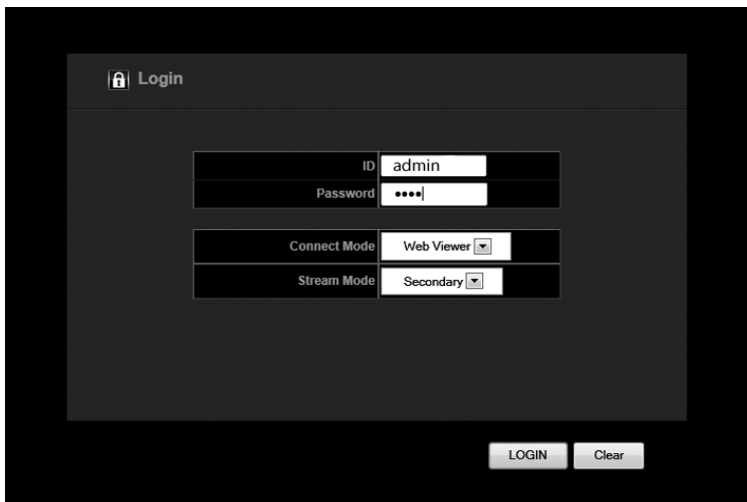 Login
ID admin
Password ••••
Connect Mode Web Viewer
Stream Mode Secondary
LOGIN Clear